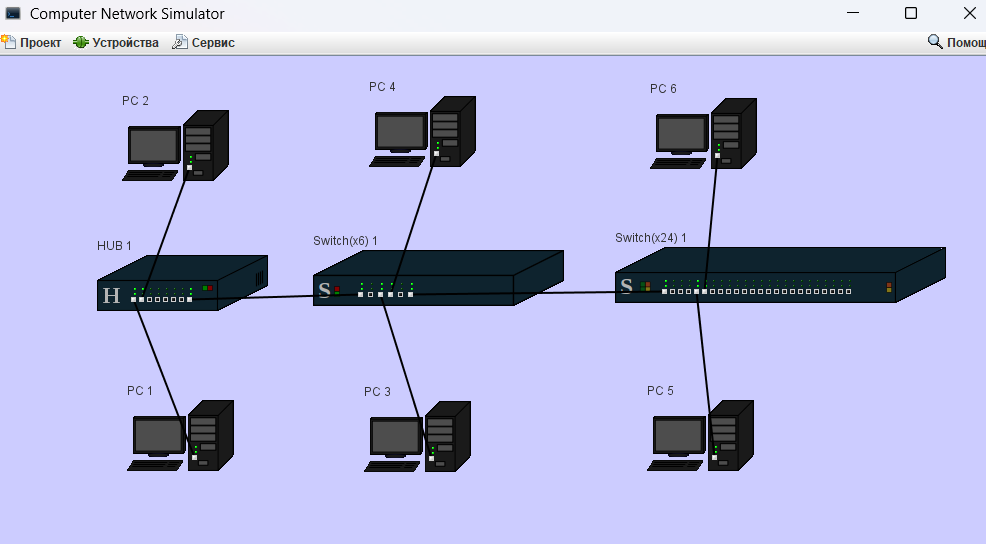 Computer Network Simulator
Проект Устройства Сервис Помощ
PC 2
PC 4
PC 6
HUB 1
Switch(x6) 1
Switch(x24) 1
H
S
S
PC 1
PC 3
PC 5